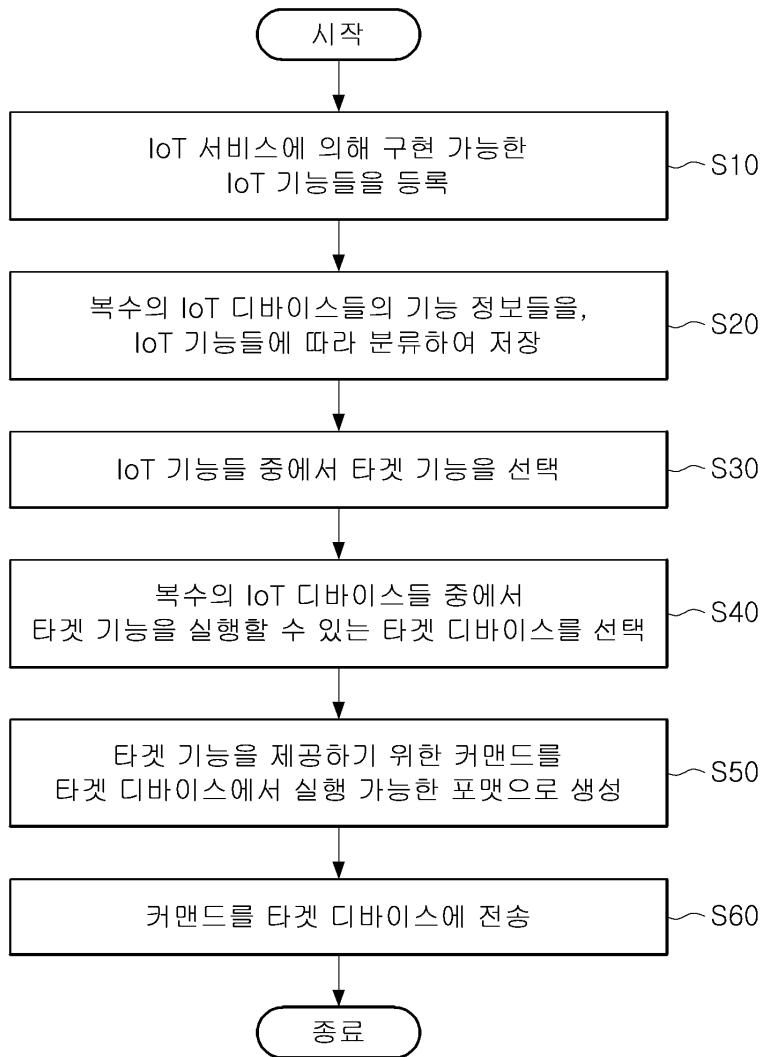 시작
IoT 서비스에 의해 구현 가능한
IoT 기능들을 등록
S10
복수의 IoT 디바이스들의 기능 정보들을,
IoT 기능들에 따라 분류하여 저장
S20
IoT 기능들 중에서 타겟 기능을 선택
S30
복수의 IoT 디바이스들 중에서
타겟 기능을 실행할 수 있는 타겟 디바이스를 선택
S40
타겟 기능을 제공하기 위한 커맨드를
타겟 디바이스에서 실행 가능한 포맷으로 생성
S50
커맨드를 타겟 디바이스에 전송
S60
종료